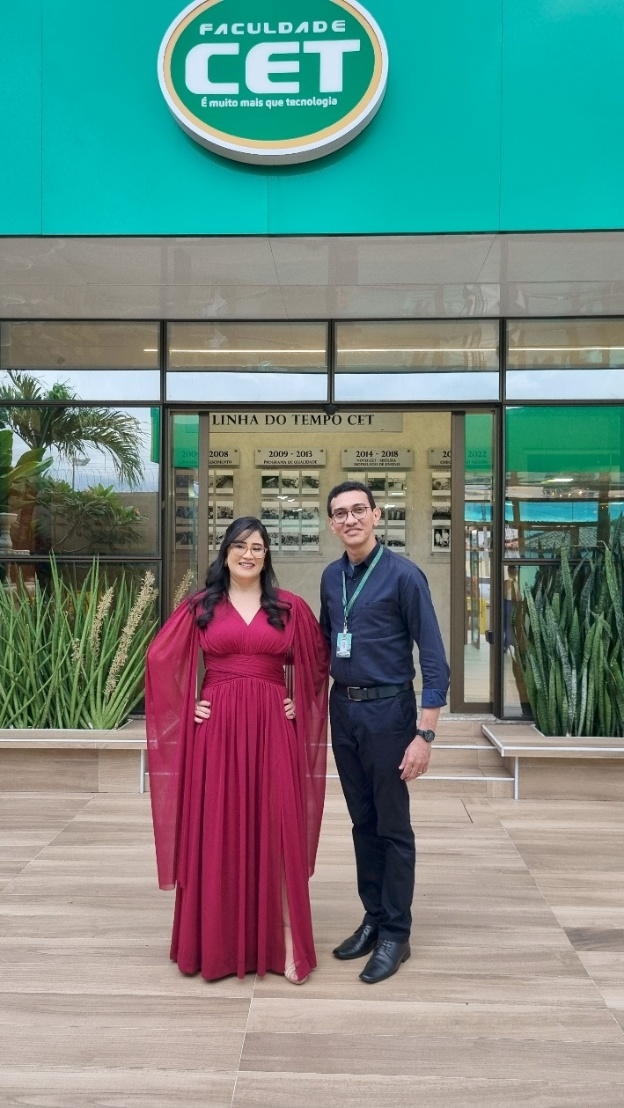 FACULDADE
CET
É muito mais que tecnologia
LINHA DO TEMPO CET
2008
2009 - 2013
PROGRAMA DE QUALIDADE
2014 - 2018
2022